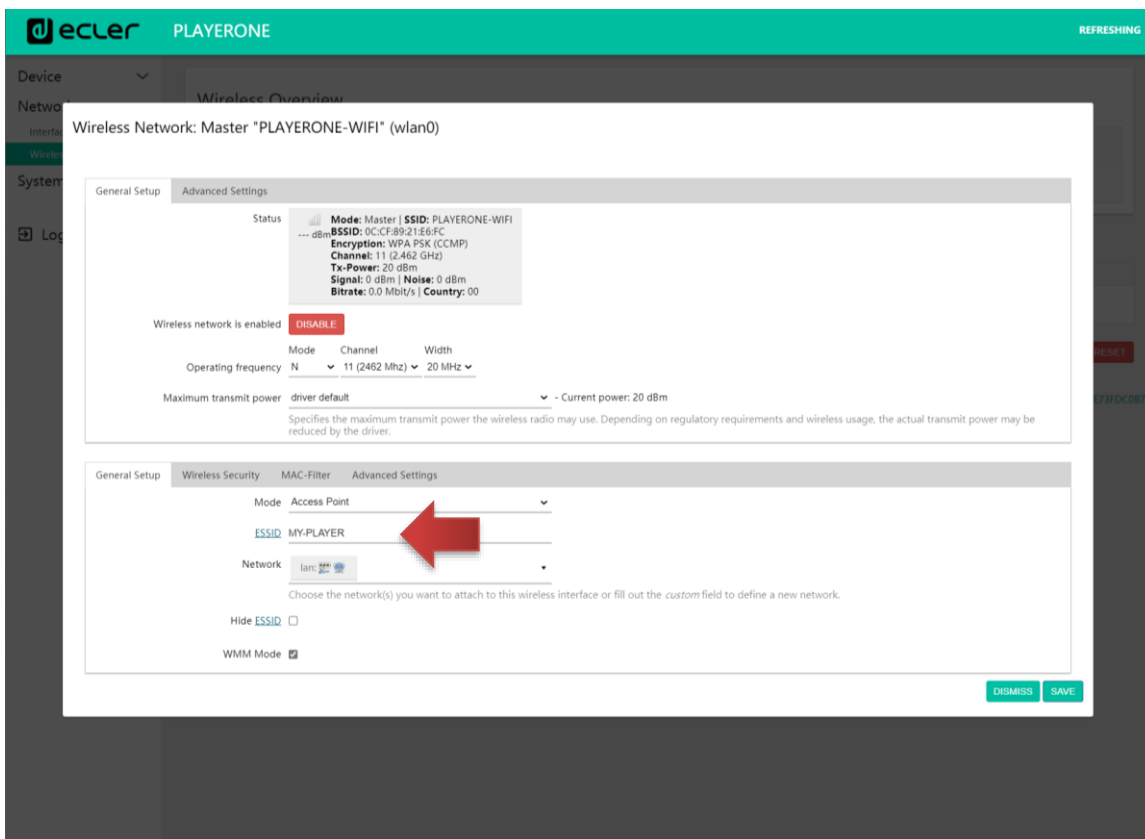 ecler PLAYERONE REFRESHING
Device
Wireless Overview
Netwo
Interfac
Wireles
System
Log
RESET
E73FDC0B7
Wireless Network: Master "PLAYERONE-WIFI" (wlan0)
General Setup Advanced Settings
Status
--- dBm
Mode: Master | SSID: PLAYERONE-WIFI
BSSID: 0C:CF:89:21:E6:FC
Encryption: WPA PSK (CCMP)
Channel: 11 (2.462 GHz)
Tx-Power: 20 dBm
Signal: 0 dBm | Noise: 0 dBm
Bitrate: 0.0 Mbit/s | Country: 00
Wireless network is enabled DISABLE
Mode Channel Width
Operating frequency N 11 (2462 Mhz) 20 MHz
Maximum transmit power driver default - Current power: 20 dBm
Specifies the maximum transmit power the wireless radio may use. Depending on regulatory requirements and wireless usage, the actual transmit power may be
reduced by the driver.
General Setup Wireless Security MAC-Filter Advanced Settings
Mode Access Point
ESSID MY-PLAYER
Network lan:
Choose the network(s) you want to attach to this wireless interface or fill out the custom field to define a new network.
Hide ESSID
WMM Mode
DISMISS SAVE